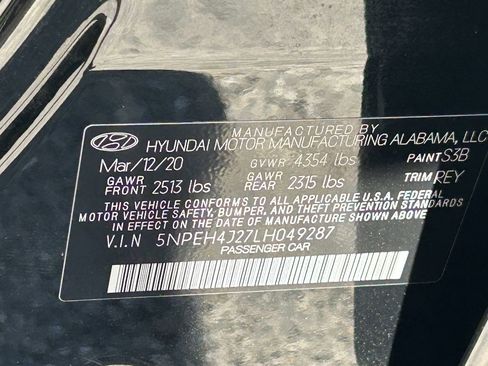 MANUFACTURED BY
HYUNDAI MOTOR MANUFACTURING ALABAMA, LLC
Mar/12/20 GVWR 4354 lbs PAINT S3B
GAWR FRONT 2513 lbs GAWR REAR 2315 lbs TRIM REY
THIS VEHICLE CONFORMS TO ALL APPLICABLE U.S.A. FEDERAL
MOTOR VEHICLE SAFETY, BUMPER, AND THEFT PREVENTION STANDARDS
IN EFFECT ON THE DATE OF MANUFACTURE SHOWN ABOVE.
V.I.N 5NPEH4J27LH049287
PASSENGER CAR